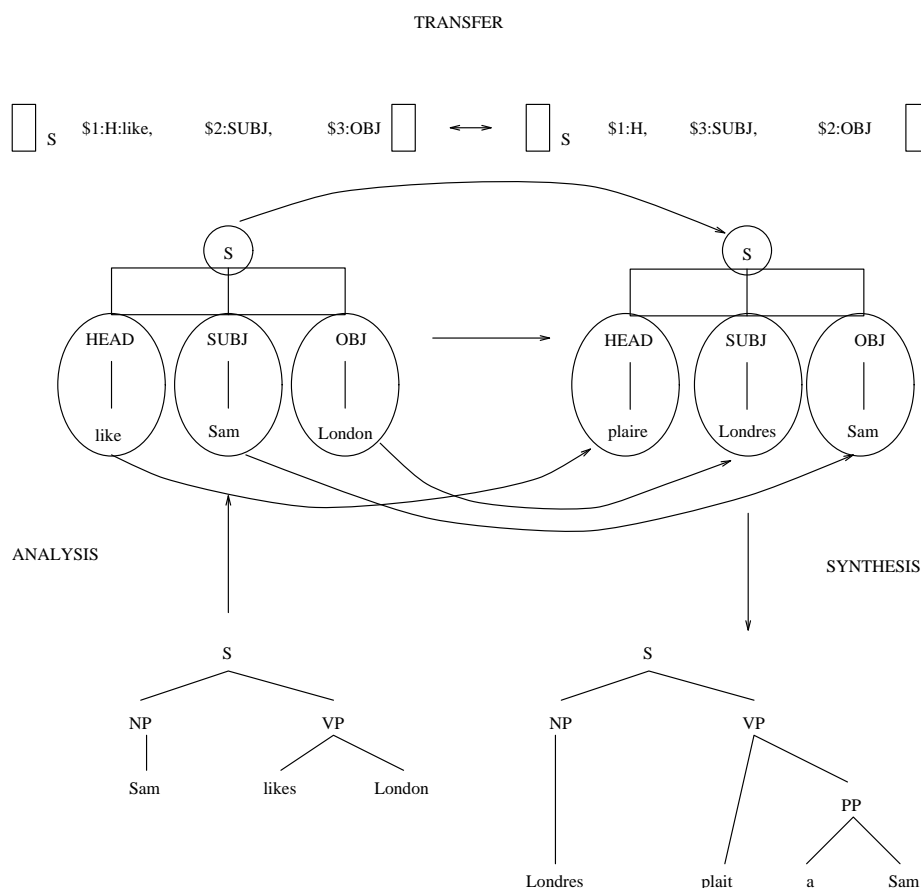 TRANSFER
S $1:H:like, $2:SUBJ, $3:OBJ S $1:H, $3:SUBJ, $2:OBJ
S S
HEAD SUBJ OBJ HEAD SUBJ OBJ
like Sam London plaire Londres Sam
ANALYSIS SYNTHESIS
S S
NP VP NP VP
Sam likes London
PP
Londres plait a Sam